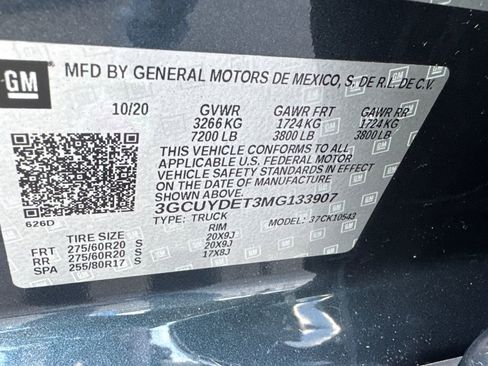 GM
MFD BY GENERAL MOTORS DE MEXICO, S. DE R.L. DE C.V.
10/20 GVWR GAWR FRT GAWR RR
3266 KG 1724 KG 1724 KG
7200 LB 3800 LB 3800 LB
THIS VEHICLE CONFORMS TO ALL
APPLICABLE U.S. FEDERAL MOTOR
VEHICLE SAFETY STANDARDS IN EFFECT
ON THE DATE OF MANUFACTURE
SHOWN ABOVE.
3GCUYDET3MG133907
626D
TYPE: TRUCK MODEL: 37CK10543
TIRE SIZE RIM
FRT 275/60R20 S 20X9J
RR 275/60R20 S 20X9J
SPA 255/80R17 S 17X8J